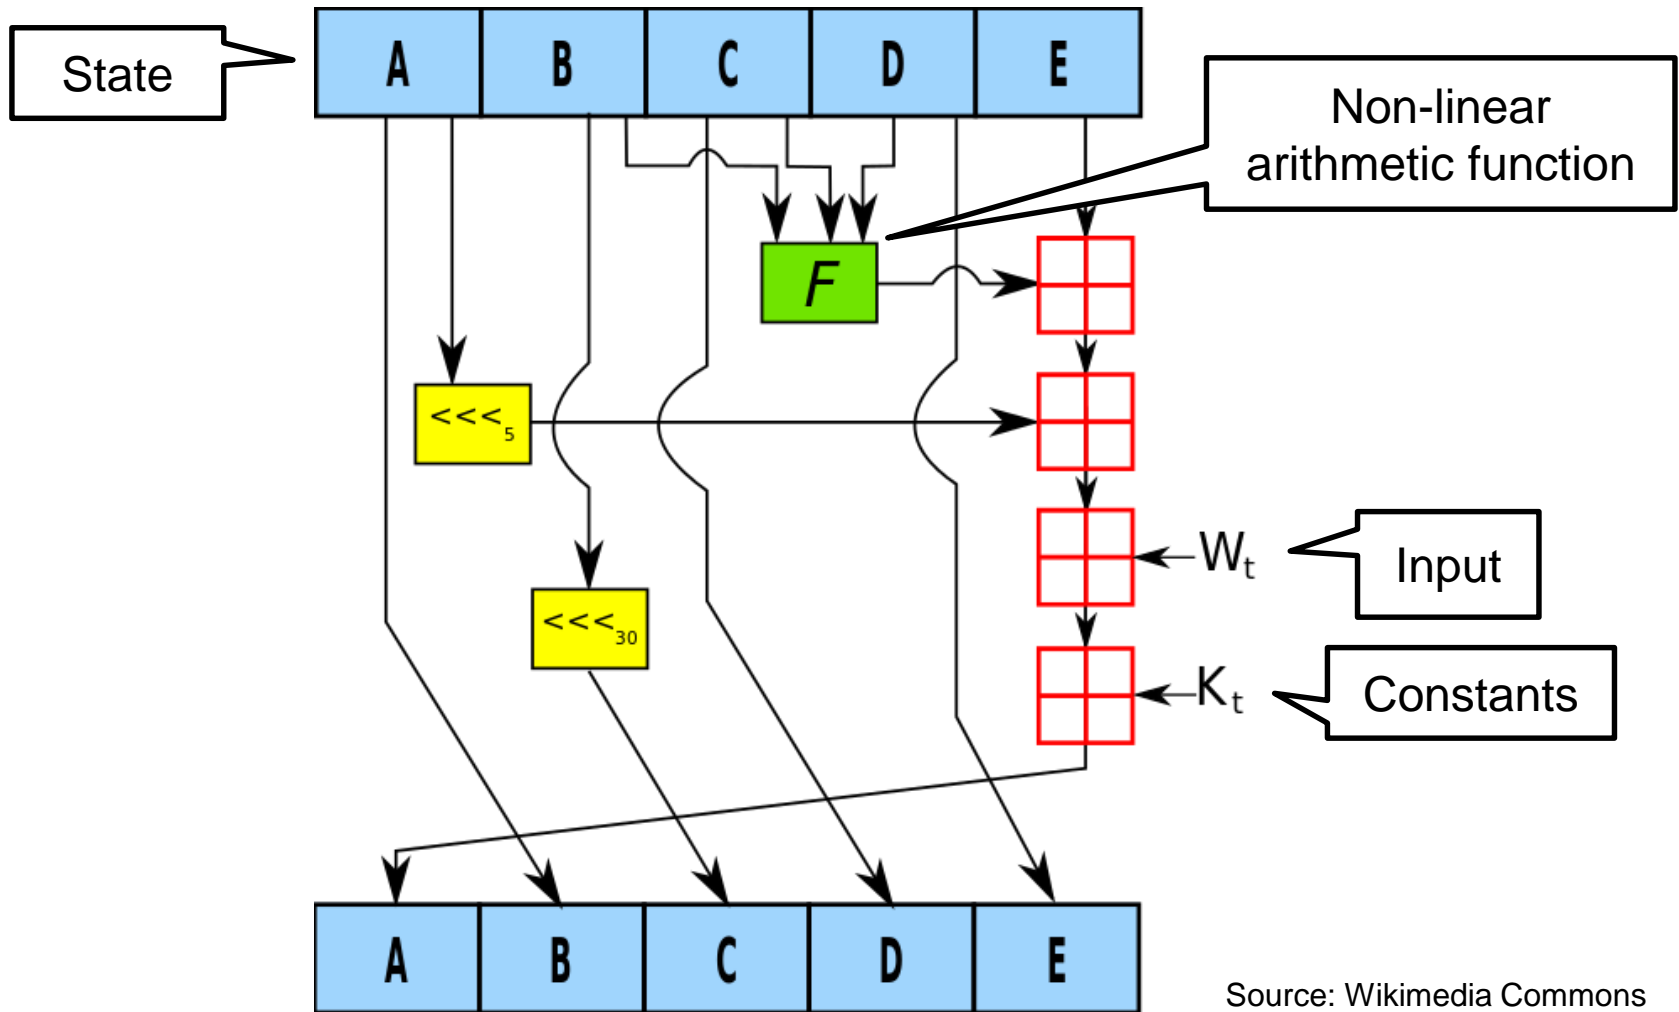 A B C D E
State
Non-linear
arithmetic function
F
<<<5
Wt
Input
<<<30
Kt
Constants
A B C D E
Source: Wikimedia Commons